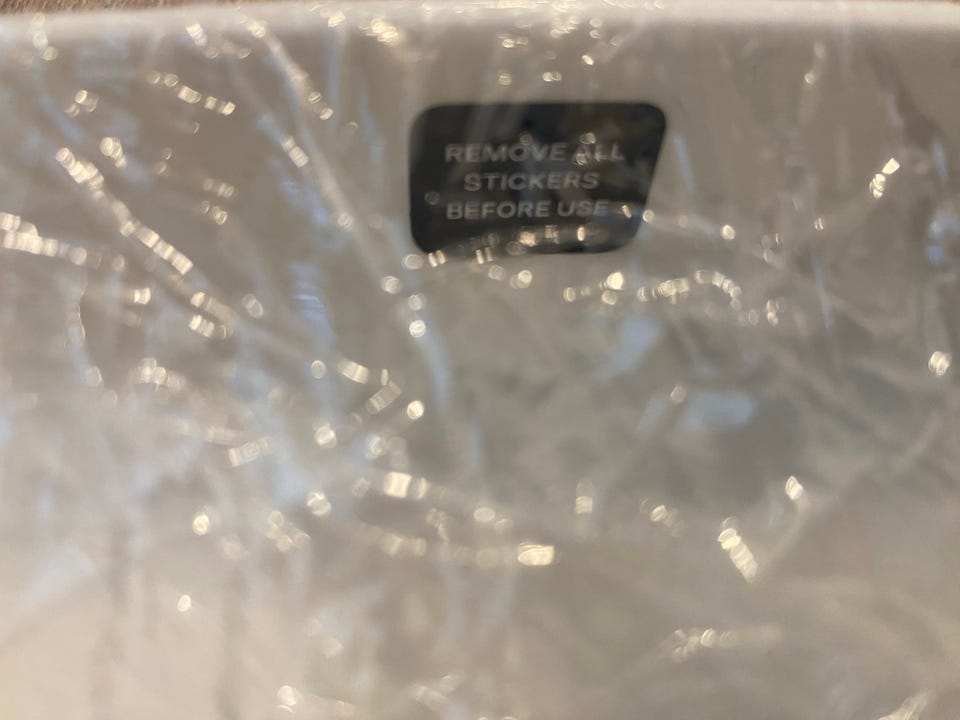 REMOVE ALL
STICKERS
BEFORE USE